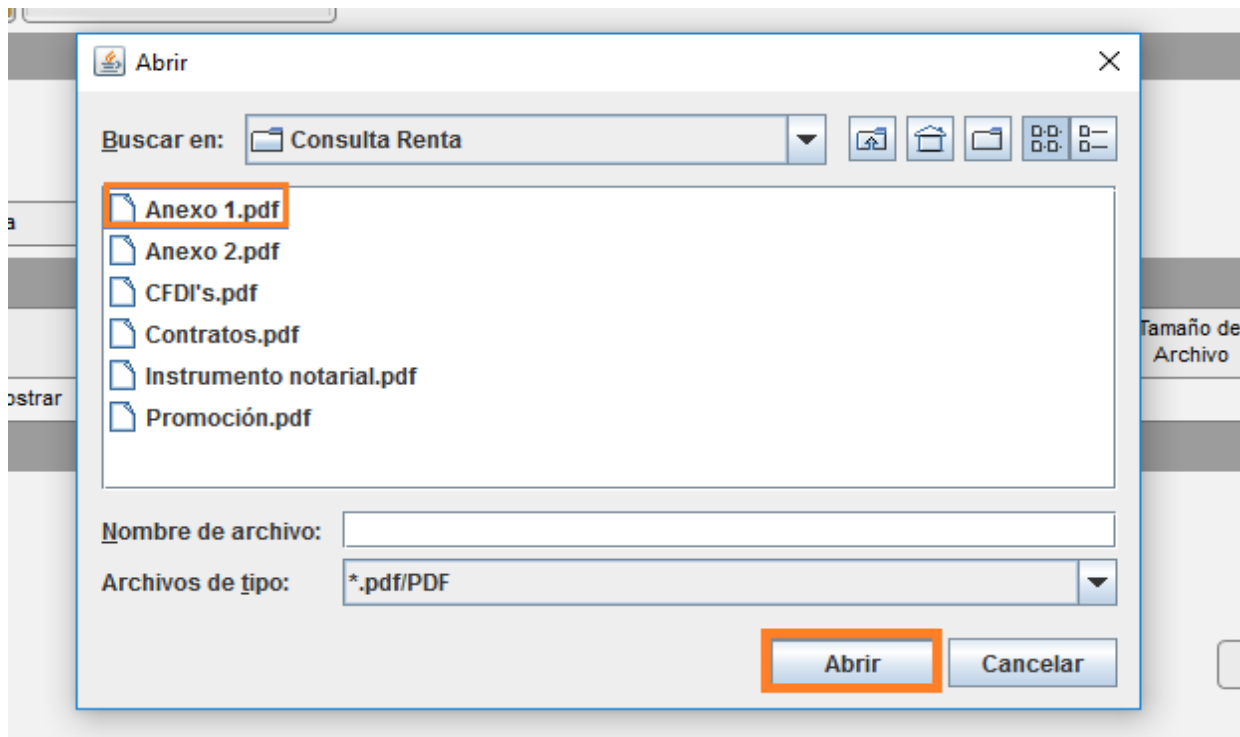 Abrir
Buscar en: Consulta Renta
Anexo 1.pdf
Anexo 2.pdf
CFDI's.pdf
Contratos.pdf
Instrumento notarial.pdf
Promoción.pdf
Nombre de archivo:
Archivos de tipo: *.pdf/PDF
Abrir Cancelar
a
ostrar
Tamaño de
Archivo